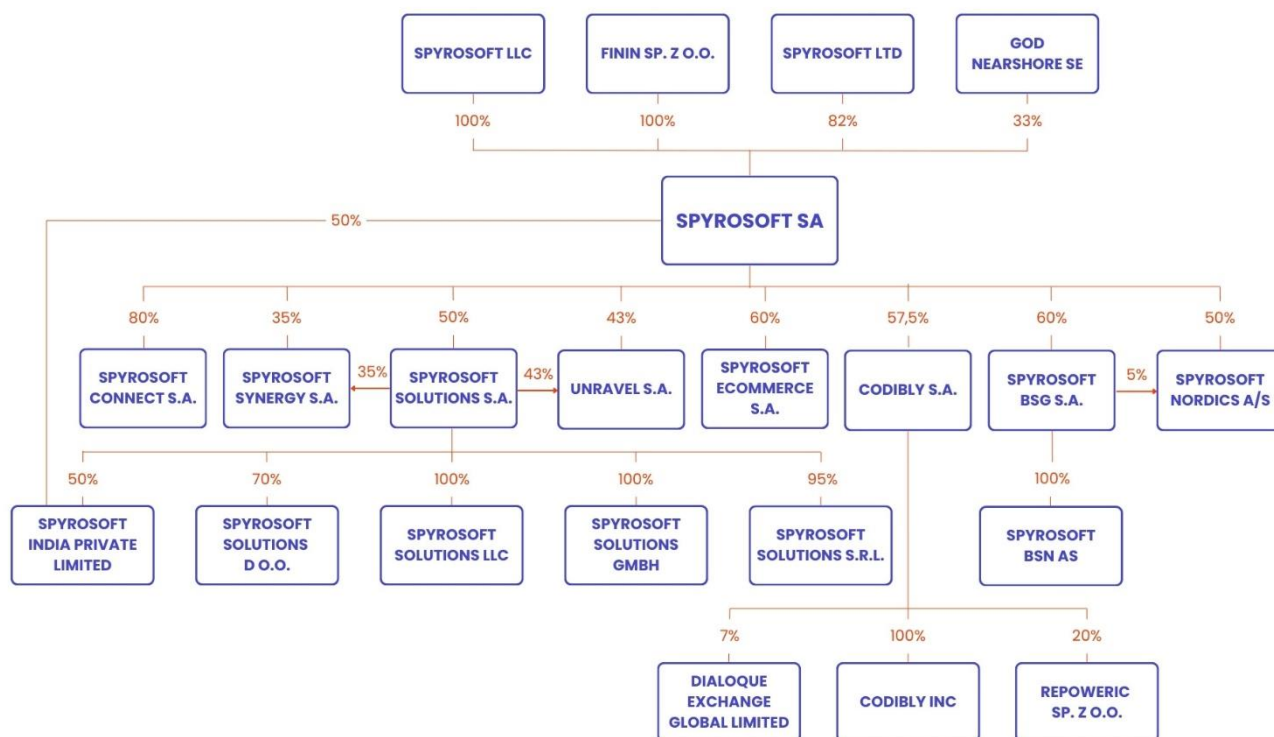 SPYROSOFT LLC
FININ SP. Z O.O.
SPYROSOFT LTD
GOD
NEARSHORE SE
100%
100%
82%
33%
SPYROSOFT SA
50%
80%
35%
50%
43%
60%
57,5%
60%
50%
SPYROSOFT
CONNECT S.A.
SPYROSOFT
SYNERGY S.A.
35%
SPYROSOFT
SOLUTIONS S.A.
43%
UNRAVEL S.A.
SPYROSOFT
ECOMMERCE
S.A.
CODIBLY S.A.
SPYROSOFT
BSG S.A.
5%
SPYROSOFT
NORDICS A/S
50%
70%
100%
100%
95%
100%
SPYROSOFT
INDIA PRIVATE
LIMITED
SPYROSOFT
SOLUTIONS
D O.O.
SPYROSOFT
SOLUTIONS LLC
SPYROSOFT
SOLUTIONS
GMBH
SPYROSOFT
SOLUTIONS S.R.L.
SPYROSOFT
BSN AS
7%
100%
20%
DIALOQUE
EXCHANGE
GLOBAL LIMITED
CODIBLY INC
REPOWERIC
SP. Z O.O.